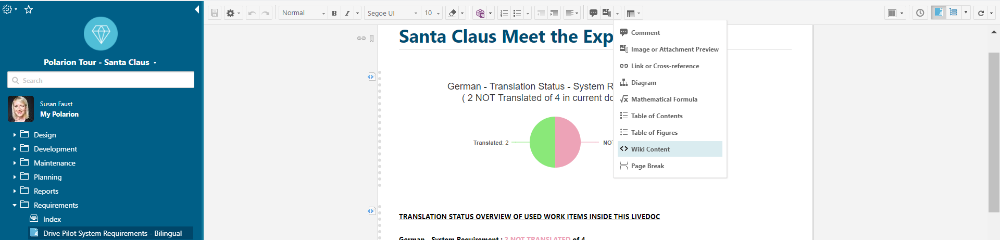 Normal
B
I
Segoe UI
10
Polarion Tour - Santa Claus
Search
Susan Faust
My Polarion
Design
Development
Maintenance
Planning
Reports
Requirements
Index
Drive Pilot System Requirements - Bilingual
Santa Claus Meet the Exp
German - Translation Status - System R
( 2 NOT Translated of 4 in current do
Translated: 2
NOT
TRANSLATION STATUS OVERVIEW OF USED WORK ITEMS INSIDE THIS LIVEDOC
German - System Requirement : 2 NOT TRANSLATED of 4
Comment
Image or Attachment Preview
Link or Cross-reference
Diagram
Mathematical Formula
Table of Contents
Table of Figures
Wiki Content
Page Break